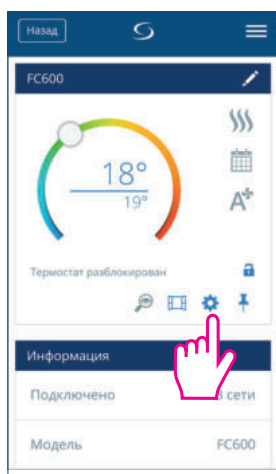 Назад
FC600
18°
19°
A
Термостат разблокирован
Информация
Подключено сети
Модель FC600